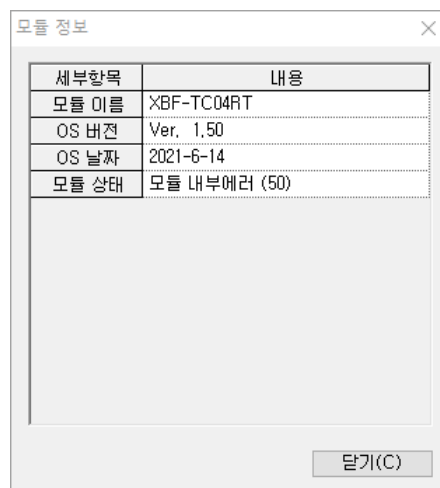 모듈 정보
세부항목 내용
모듈 이름 XBF-TC04RT
OS 버전 Ver. 1.50
OS 날짜 2021-6-14
모듈 상태 모듈 내부에러 (50)
닫기(C)